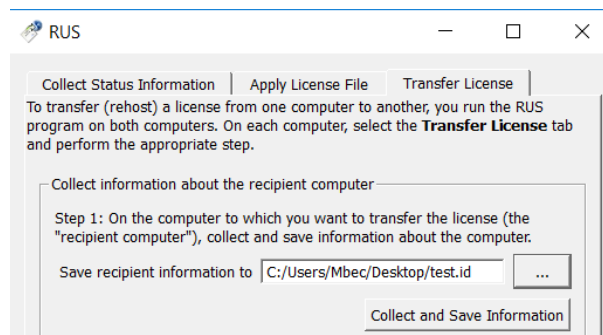 RUS
Collect Status Information Apply License File Transfer License
To transfer (rehost) a license from one computer to another, you run the RUS
program on both computers. On each computer, select the Transfer License tab
and perform the appropriate step.
Collect information about the recipient computer
Step 1: On the computer to which you want to transfer the license (the
"recipient computer"), collect and save information about the computer.
Save recipient information to C:/Users/Mbec/Desktop/test.id ...
Collect and Save Information